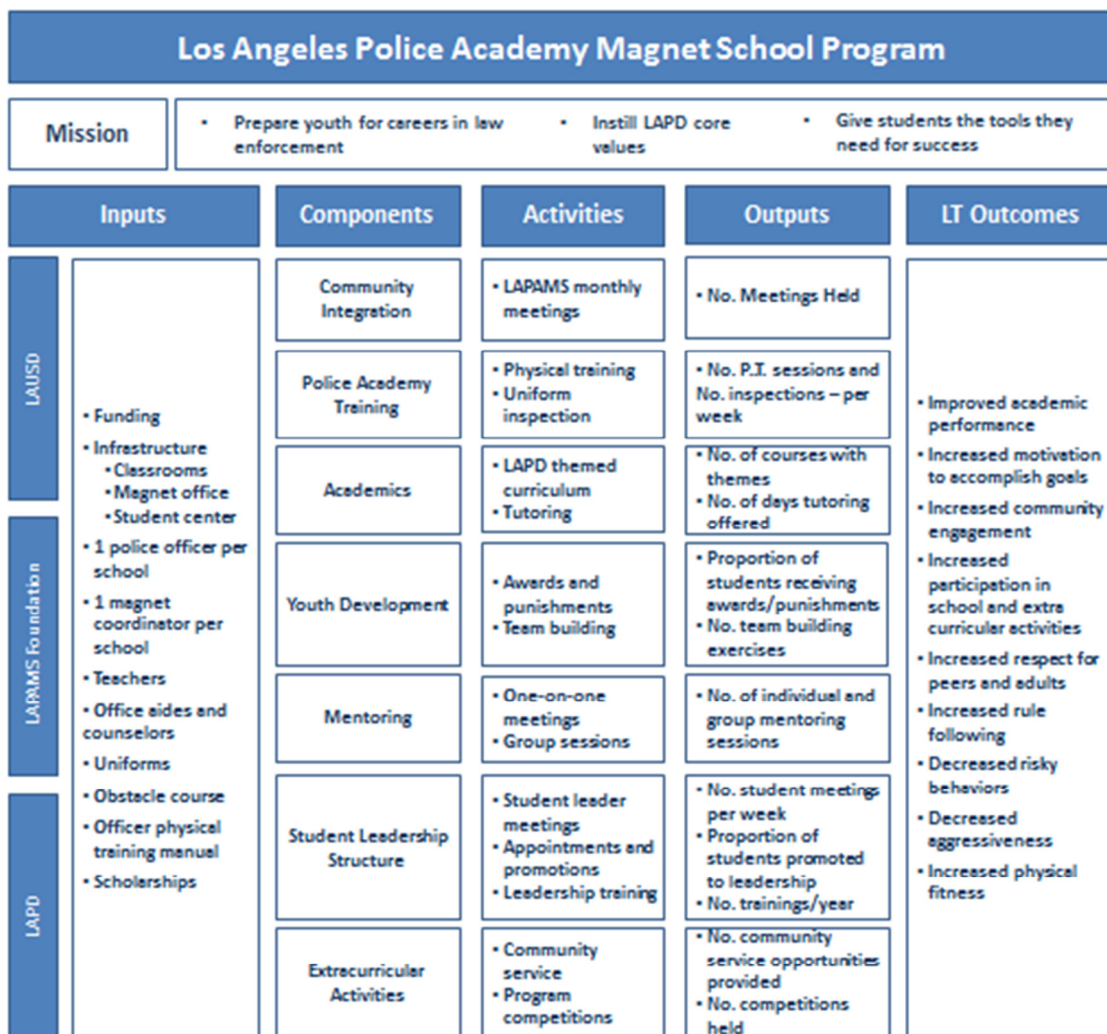 Los Angeles Police Academy Magnet School Program
Mission
• Prepare youth for careers in law
enforcement
• Instill LAPD core
values
• Give students the tools they
need for success
Inputs
Components
Activities
Outputs
LT Outcomes
LAUSD
LAPAMS Foundation
LAPD
• Funding
• Infrastructure
• Classrooms
• Magnet office
• Student center
• 1 police officer per
school
• 1 magnet
coordinator per
school
• Teachers
• Office aides and
counselors
• Uniforms
• Obstacle course
• Officer physical
training manual
• Scholarships
Community
Integration
• LAPAMS monthly
meetings
• No. Meetings Held
Police Academy
Training
• Physical training
• Uniform
inspection
• No. P.T. sessions and
No. inspections – per
week
Academics
• LAPD themed
curriculum
• Tutoring
• No. of courses with
themes
• No. of days tutoring
offered
Youth Development
• Awards and
punishments
• Team building
• Proportion of
students receiving
awards/punishments
• No. team building
exercises
Mentoring
• One-on-one
meetings
• Group sessions
• No. of individual and
group mentoring
sessions
Student Leadership
Structure
• Student leader
meetings
• Appointments and
promotions
• Leadership training
• No. student meetings
per week
• Proportion of
students promoted
to leadership
• No. trainings/year
Extracurricular
Activities
• Community
service
• Program
competitions
• No. community
service opportunities
provided
• No. competitions
held
• Improved academic
performance
• Increased motivation
to accomplish goals
• Increased community
engagement
• Increased
participation in
school and extra
curricular activities
• Increased respect for
peers and adults
• Increased rule
following
• Decreased risky
behaviors
• Decreased
aggressiveness
• Increased physical
fitness